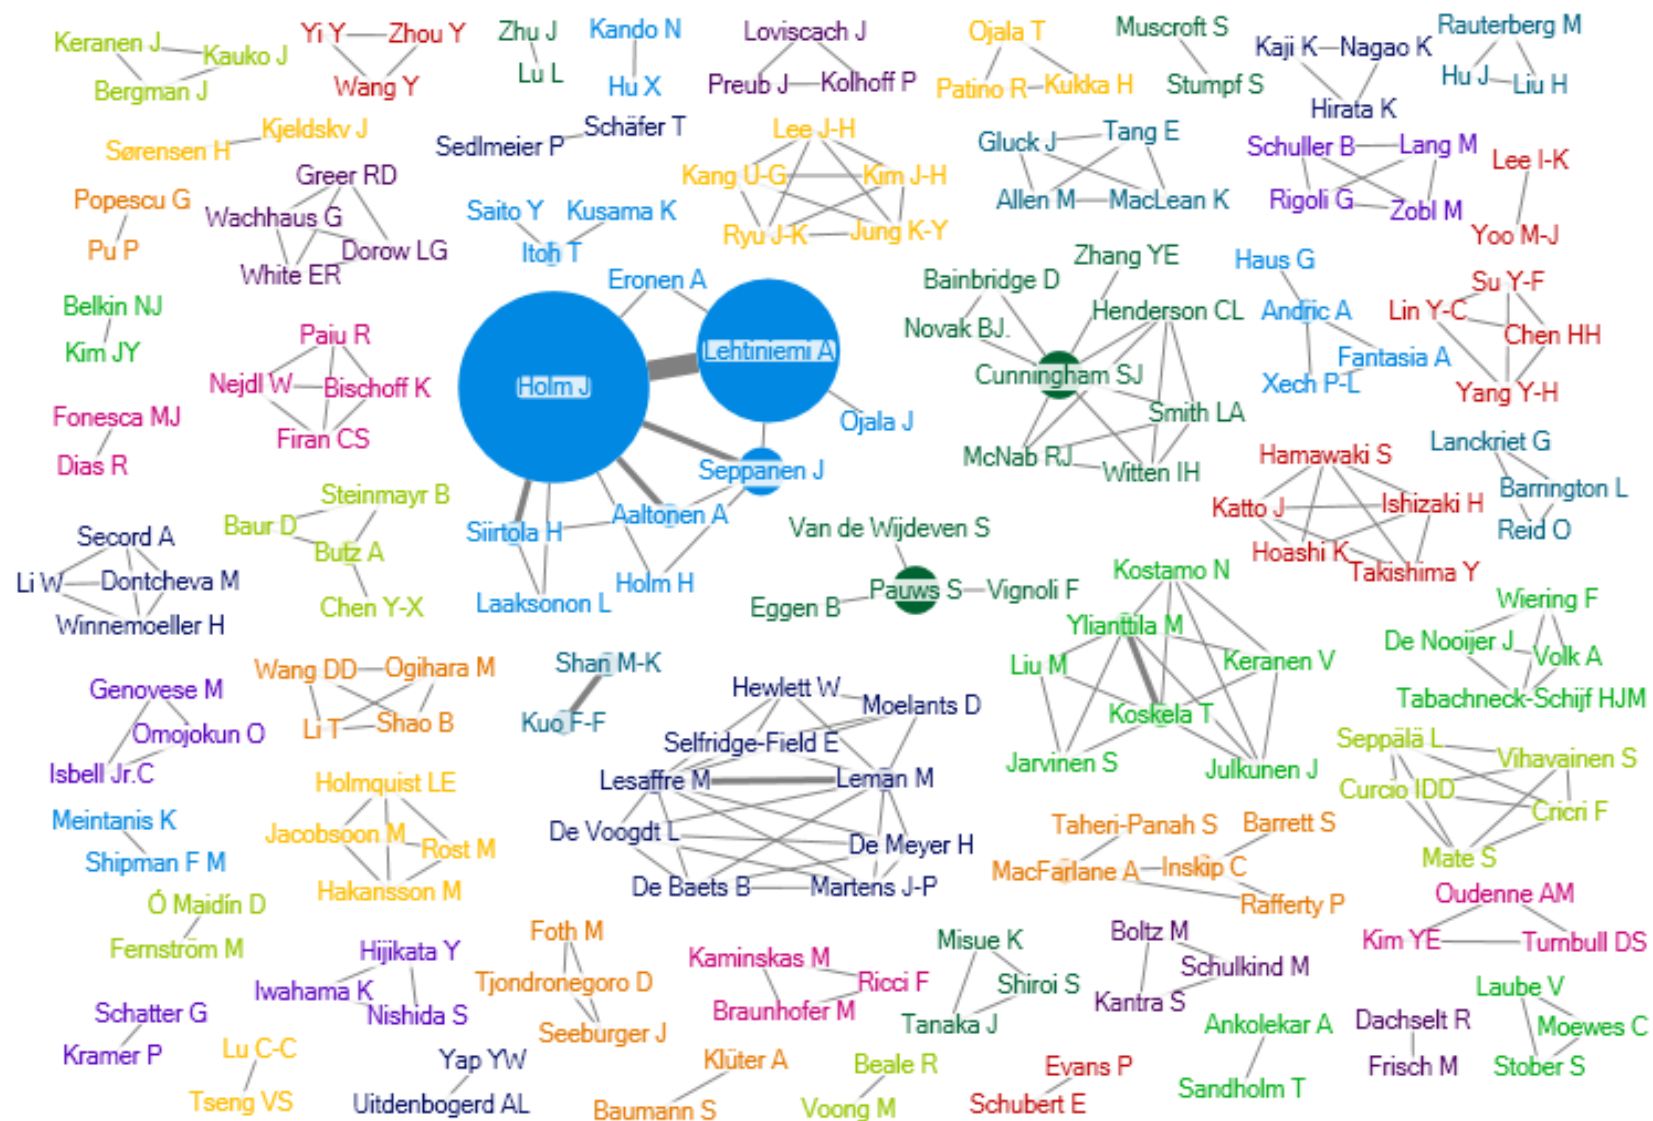 Keranen J
Kauko J
Bergman J
Yi Y
Zhou Y
Wang Y
Zhu J
Lu L
Kando N
Hu X
Loviscach J
Preub J
Kolhoff P
Ojala T
Patino R
Kukka H
Muscroft S
Stumpf S
Kaji K
Nagao K
Hirata K
Rauterberg M
Hu J
Liu H
Sørensen H
Kjeldskv J
Sedlmeier P
Schäfer T
Lee J-H
Kang U-G
Kim J-H
Ryu J-K
Jung K-Y
Gluck J
Tang E
Allen M
MacLean K
Schuller B
Lang M
Rigoli G
Zobl M
Lee I-K
Yoo M-J
Popescu G
Pu P
Greer RD
Wachhaus G
Dorow LG
White ER
Saito Y
Kusama K
Itoh T
Belkin NJ
Kim JY
Paiu R
Nejdl W
Bischoff K
Firan CS
Fonesca MJ
Dias R
Eronen A
Lehtiniemi A
Holm J
Ojala J
Seppanen J
Aaltonen A
Siirtola H
Holm H
Laaksonon L
Zhang YE
Bainbridge D
Henderson CL
Novak BJ.
Cunningham SJ
Smith LA
McNab RJ
Witten IH
Haus G
Andric A
Fantasia A
Xech P-L
Su Y-F
Lin Y-C
Chen HH
Yang Y-H
Hamawaki S
Katto J
Ishizaki H
Hoashi K
Takishima Y
Lanckriet G
Barrington L
Reid O
Steinmayr B
Baur D
Butz A
Chen Y-X
Secord A
Li W
Dontcheva M
Winnemoeller H
Van de Wijdeven S
Pauws S
Vignoli F
Eggen B
Kostamo N
Ylianttila M
Liu M
Keranen V
Koskela T
Jarvinen S
Julkunen J
Wiering F
De Nooijer J
Volk A
Tabachneck-Schijf HJM
Genovese M
Omojokun O
Isbell Jr.C
Wang DD
Ogihara M
Li T
Shao B
Shan M-K
Kuo F-F
Hewlett W
Moelants D
Selfridge-Field E
Lesaffre M
Leman M
De Voogdt L
De Meyer H
De Baets B
Martens J-P
Seppälä L
Vihavainen S
Curcio IDD
Cricri F
Mate S
Meintanis K
Shipman F M
Holmquist LE
Jacobsoon M
Rost M
Hakansson M
Taheri-Panah S
Barrett S
MacFarlane A
Inskip C
Rafferty P
Oudenne AM
Kim YE
Turnbull DS
Ó Maidín D
Fernström M
Hijikata Y
Iwahama K
Nishida S
Foth M
Tjondronegoro D
Seeburger J
Kaminskas M
Ricci F
Braunhofer M
Misue K
Shiroi S
Tanaka J
Boltz M
Schulkind M
Kantra S
Schatter G
Kramer P
Lu C-C
Tseng VS
Yap YW
Uitdenbogerd AL
Klüter A
Baumann S
Beale R
Voong M
Evans P
Schubert E
Ankolekar A
Sandholm T
Dachselt R
Frisch M
Laube V
Moewes C
Stober S